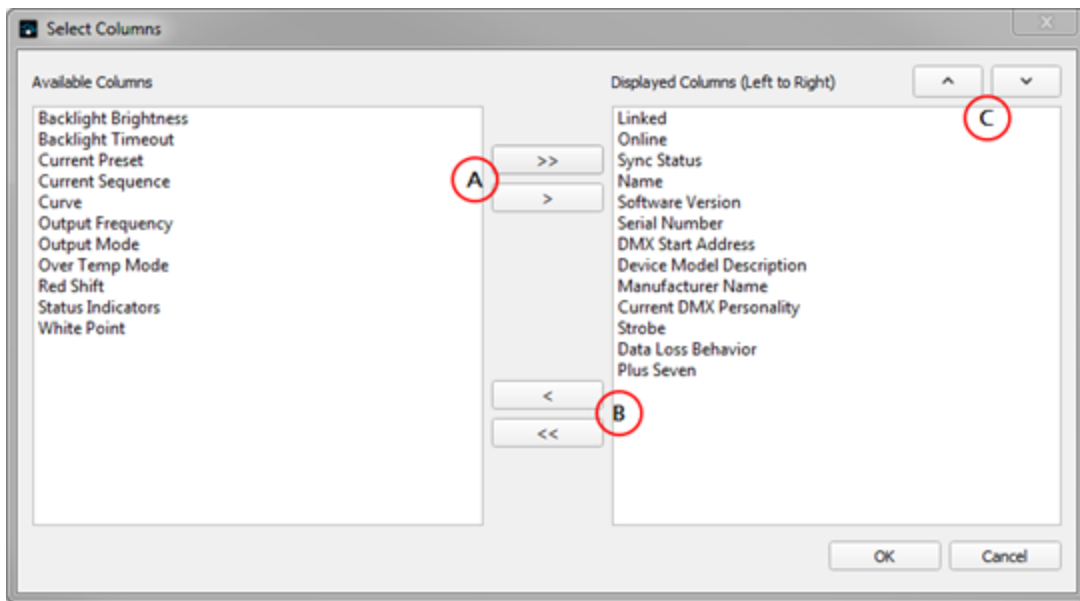 Select Columns
Available Columns
Backlight Brightness
Backlight Timeout
Current Preset
Current Sequence
Curve
Output Frequency
Output Mode
Over Temp Mode
Red Shift
Status Indicators
White Point
A
>>
>
<
<<
B
Displayed Columns (Left to Right)
C
Linked
Online
Sync Status
Name
Software Version
Serial Number
DMX Start Address
Device Model Description
Manufacturer Name
Current DMX Personality
Strobe
Data Loss Behavior
Plus Seven
OK
Cancel